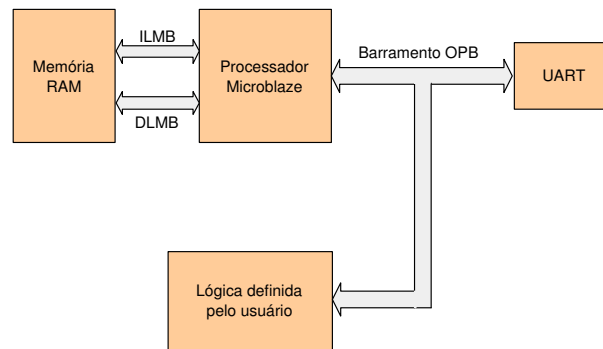 ILMB
Barramento OPB
Memória
RAM
Processador
Microblaze
UART
DLMB
Lógica definida
pelo usuário